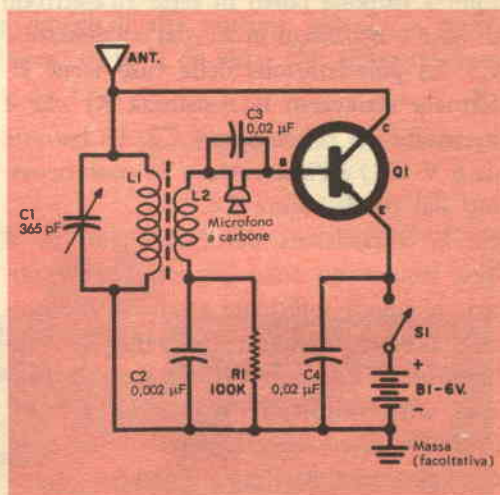 ANT.
C3
0,02 µF
C
B
Q1
E
C1
365 pF
L1
L2
Microfono
a carbone
S1
C2
0,002 µF
R1
100K
C4
0,02 µF
+
B1-6V.
-
Massa
(facoltativa)